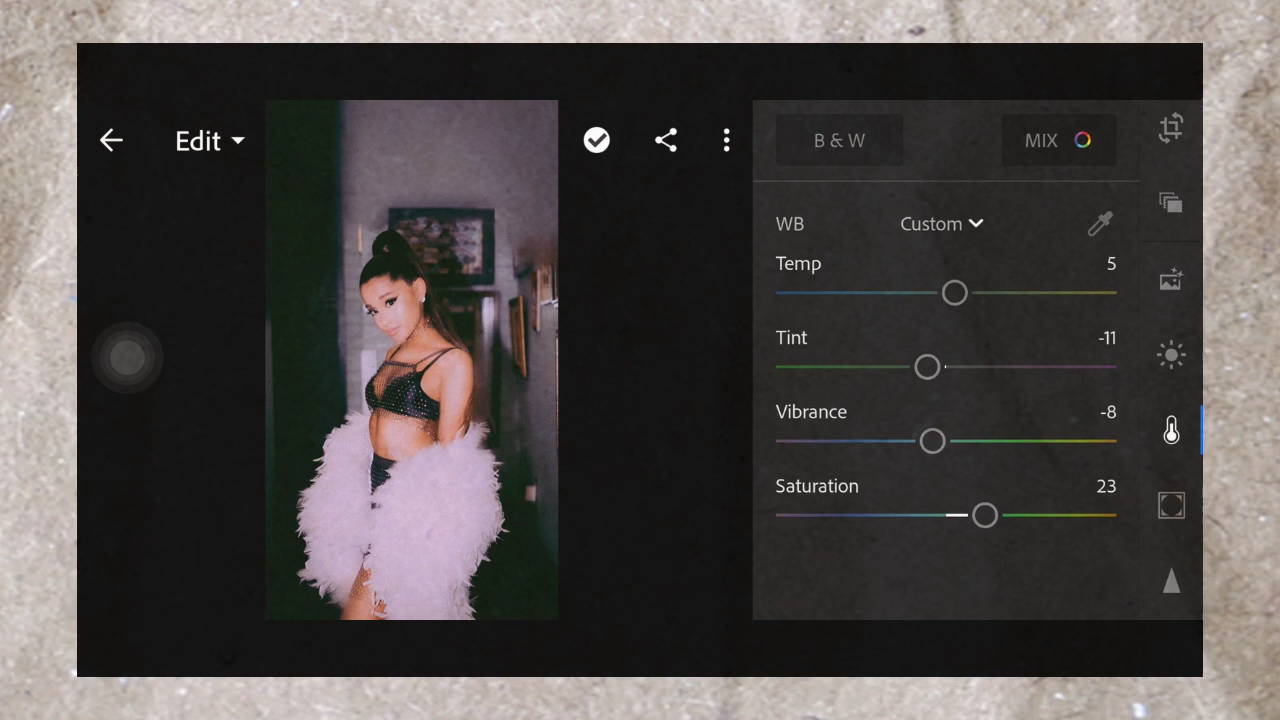 Edit
B & W
MIX
WB
Custom
Temp
5
Tint
-11
Vibrance
-8
Saturation
23